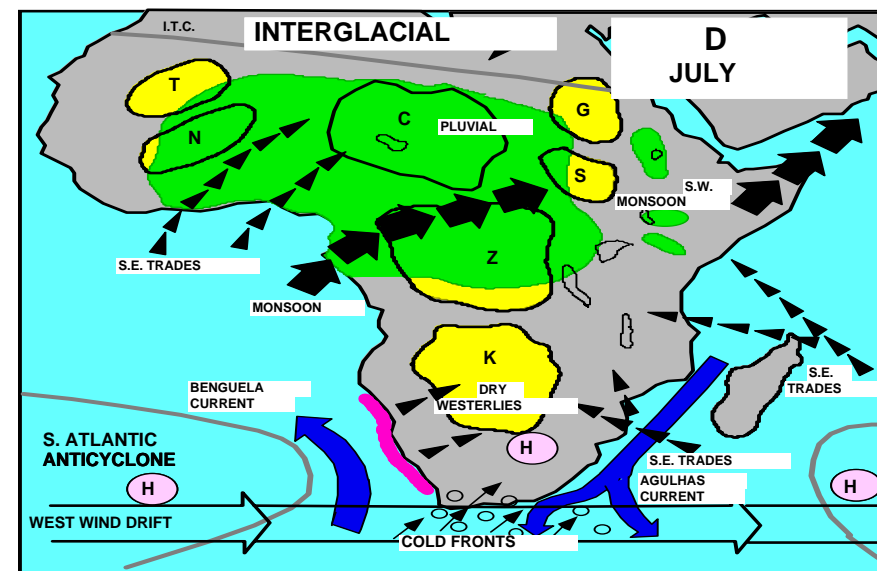 I.T.C.
INTERGLACIAL
D
JULY
T
G
C
PLUVIAL
N
S
S.W.
MONSOON
S.E. TRADES
Z
MONSOON
K
BENGUELA
CURRENT
DRY
WESTERLIES
S.E.
TRADES
S. ATLANTIC
ANTICYCLONE
H
H
S.E. TRADES
AGULHAS
CURRENT
H
WEST WIND DRIFT
COLD FRONTS